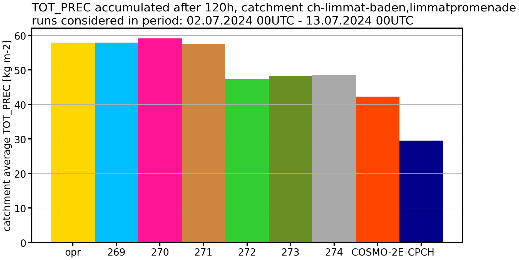 TOT_PREC accumulated after 120h, catchment ch-limmat-baden,limmatpromenade
runs considered in period: 02.07.2024 00UTC - 13.07.2024 00UTC
catchment average TOT_PREC [kg m-2]
60
50
40
30
20
10
0
opr 269 270 271 272 273 274 COSMO-2E CPCH